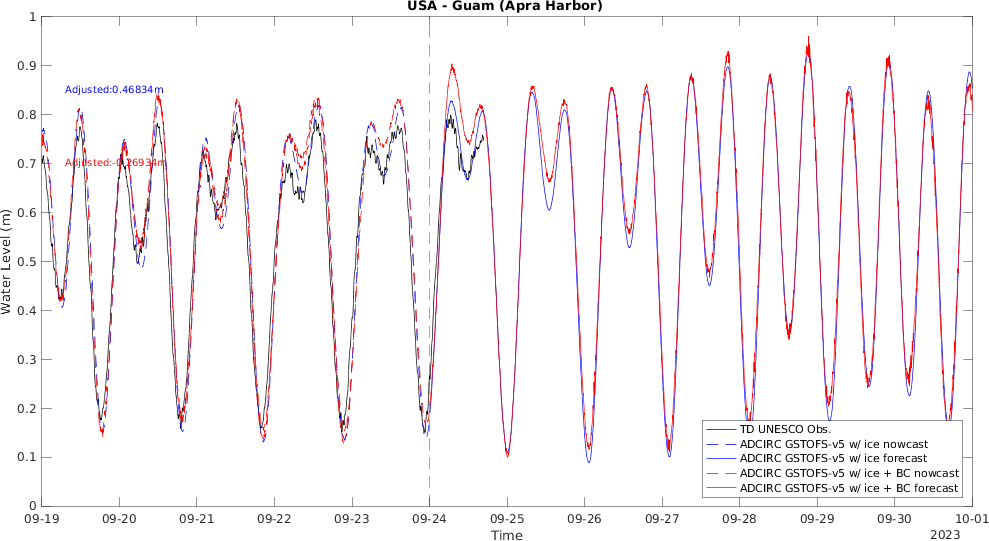 USA - Guam (Apra Harbor)
Water Level (m)
1
0.9
0.8
0.7
0.6
0.5
0.4
0.3
0.2
0.1
0
Adjusted:0.46834m
Adjusted:-0.26934m
TD UNESCO Obs.
ADCIRC GSTOFS-v5 w/ ice nowcast
ADCIRC GSTOFS-v5 w/ ice forecast
ADCIRC GSTOFS-v5 w/ ice + BC nowcast
ADCIRC GSTOFS-v5 w/ ice + BC forecast
09-19 09-20 09-21 09-22 09-23 09-24 09-25 09-26 09-27 09-28 09-29 09-30 10-01
Time
2023